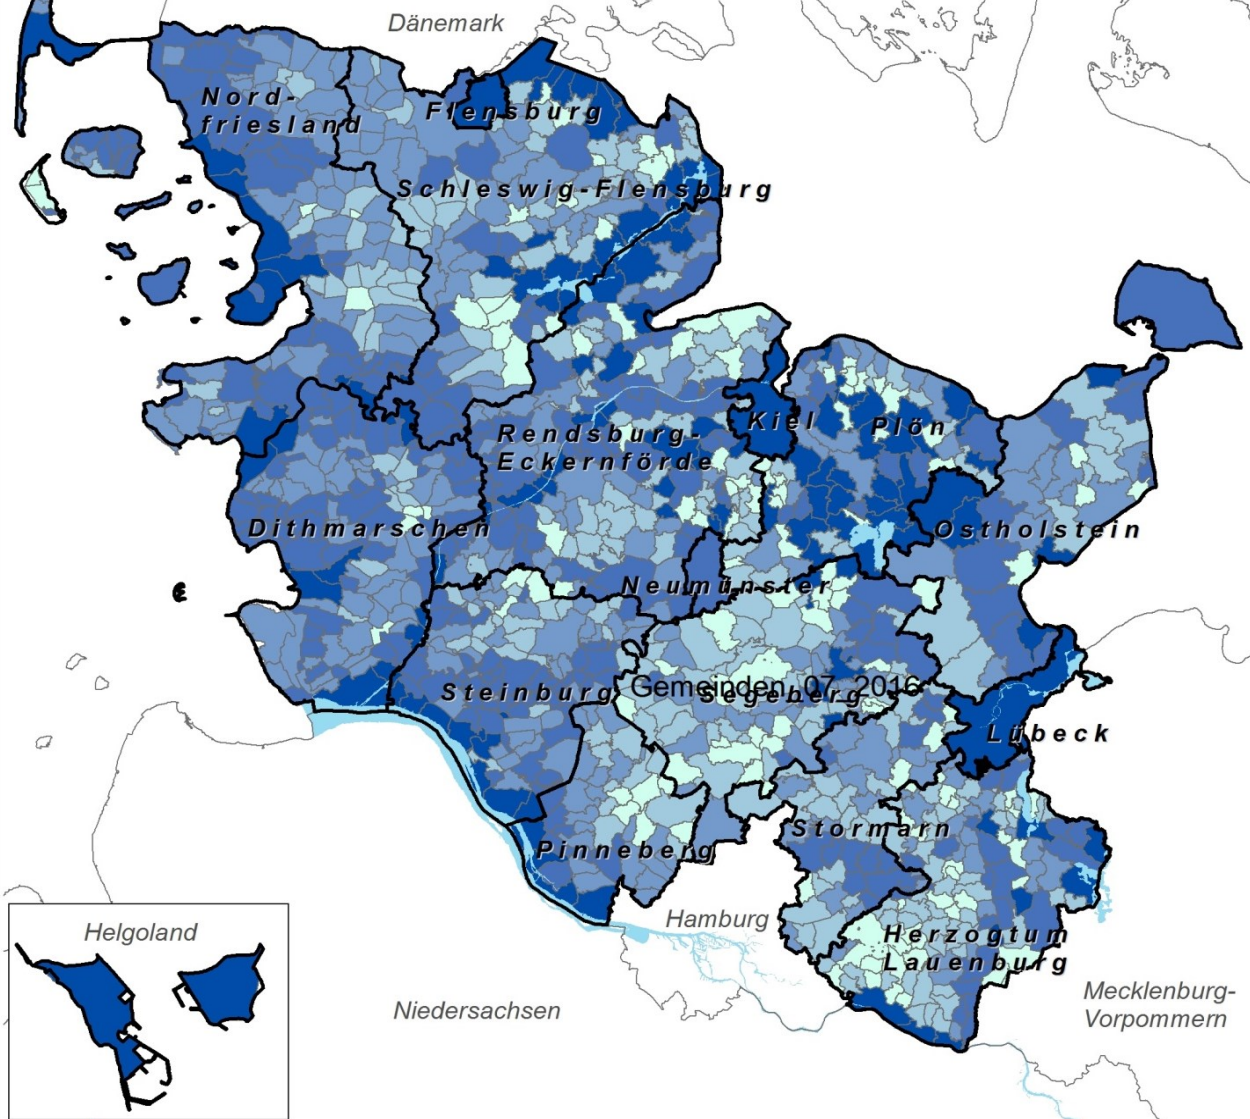 Dänemark
Nord-
friesland
Flensburg
Schleswig-Flensburg
Rendsburg-
Eckernförde
Kiel
Plön
Dithmarschen
Ostholstein
Neumünster
Steinburg
Gemeinden_07_2016
Segeberg
Lübeck
Stormarn
Pinneberg
Hamburg
Herzogtum
Lauenburg
Helgoland
Niedersachsen
Mecklenburg-
Vorpommern